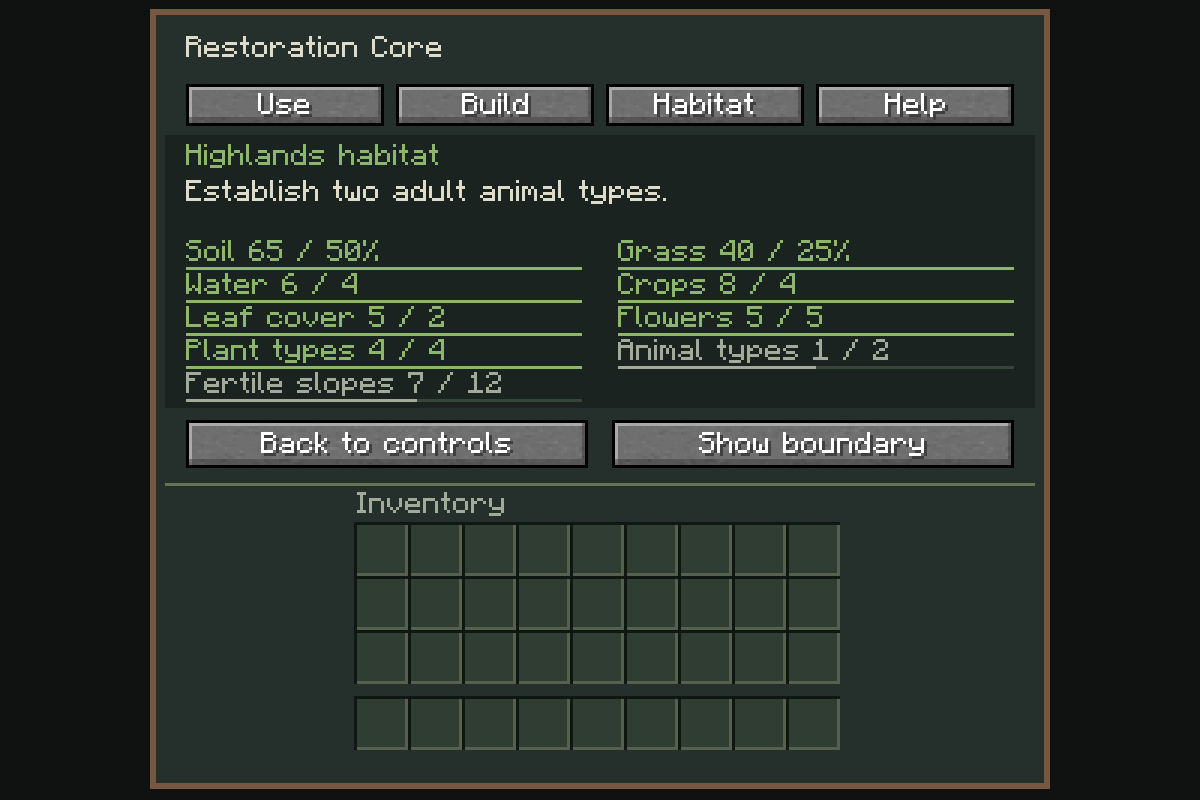 Restoration Core
Use
Build
Habitat
Help
Highlands habitat
Establish two adult animal types.
Soil 65 / 50%
Grass 40 / 25%
Water 6 / 4
Crops 8 / 4
Leaf cover 5 / 2
Flowers 5 / 5
Plant types 4 / 4
Animal types 1 / 2
Fertile slopes 7 / 12
Back to controls
Show boundary
Inventory